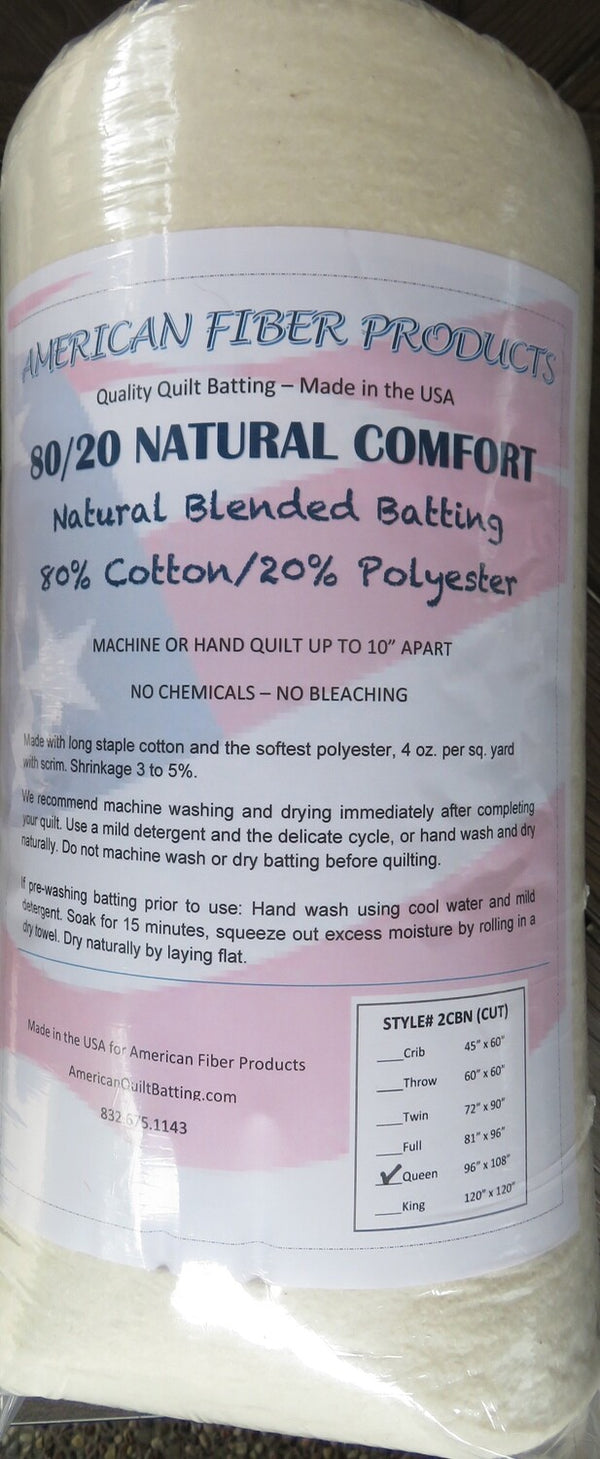 AMERICAN FIBER PRODUCTS
Quality Quilt Batting – Made in the USA
80/20 NATURAL COMFORT
Natural Blended Batting
80% Cotton/20% Polyester
MACHINE OR HAND QUILT UP TO 10" APART
NO CHEMICALS – NO BLEACHING
Made with long staple cotton and the softest polyester, 4 oz. per sq. yard
with scrim. Shrinkage 3 to 5%.
We recommend machine washing and drying immediately after completing
your quilt. Use a mild detergent and the delicate cycle, or hand wash and dry
naturally. Do not machine wash or dry batting before quilting.
If pre-washing batting prior to use: Hand wash using cool water and mild
detergent. Soak for 15 minutes, squeeze out excess moisture by rolling in a
dry towel. Dry naturally by laying flat.
Made in the USA for American Fiber Products
AmericanQuiltBatting.com
832.675.1143
STYLE# 2CBN (CUT)
___Crib 45" x 60"
___Throw 60" x 60"
___Twin 72" x 90"
___Full 81" x 96"
✓Queen 96" x 108"
___King 120" x 120"